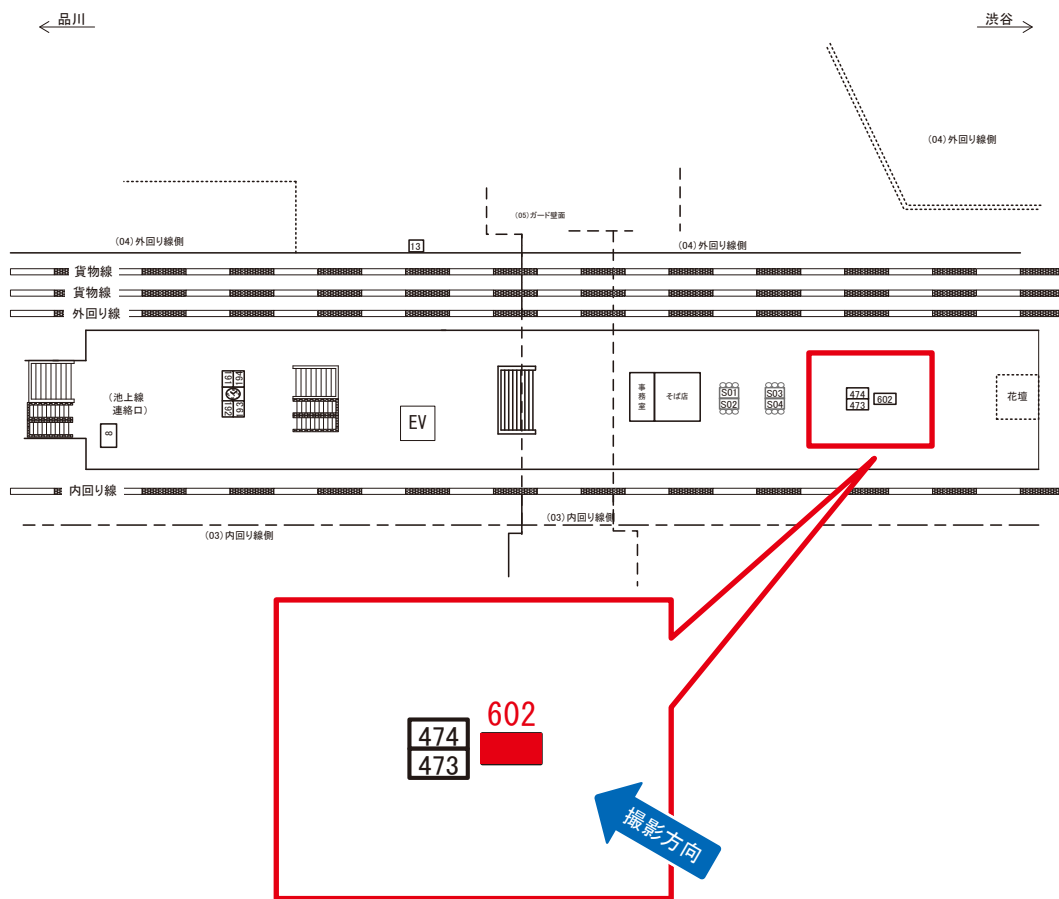 品川
渋谷
(04)外回り線側
(05)ガード壁面
(04)外回り線側
13
(04)外回り線側
貨物線
貨物線
外回り線
(池上線
連絡口)
8
191
194
192
193
EV
事務室
そば店
S01
S02
S03
S04
474
473
602
花壇
内回り線
(03)内回り線側
(03)内回り線側
602
474
473
撮影方向